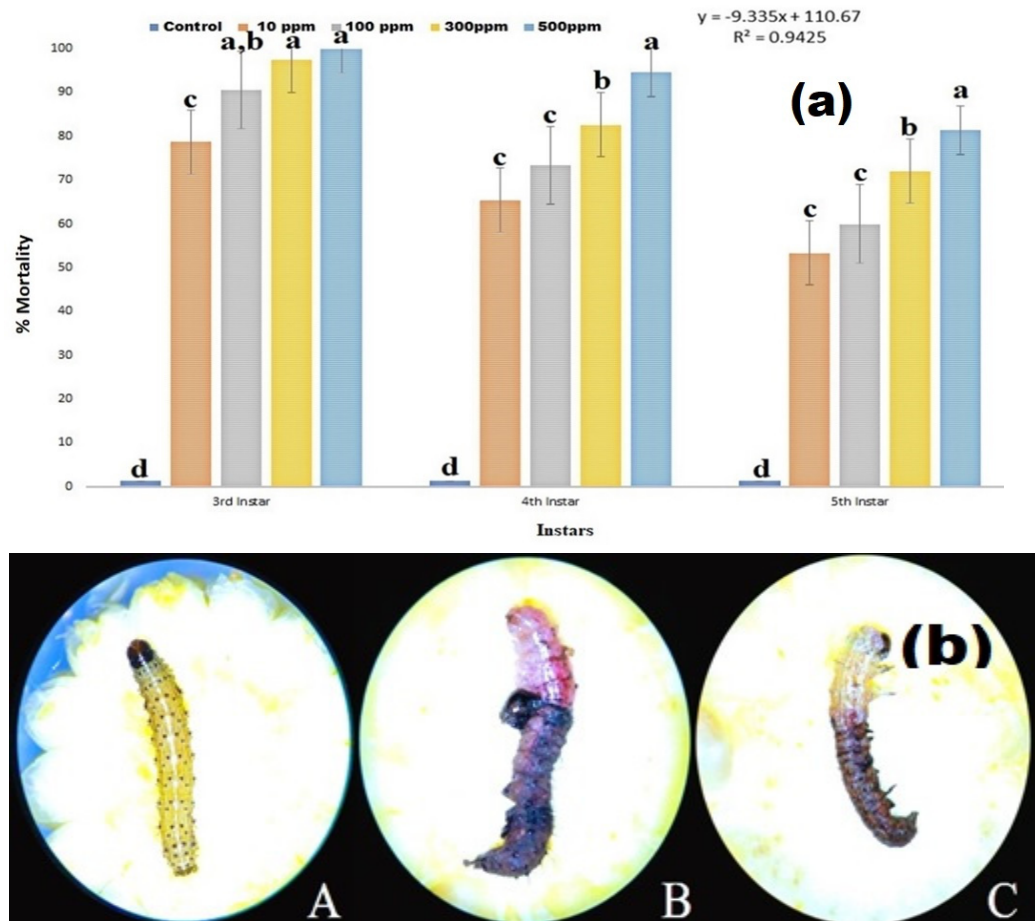 Control 10 ppm 100 ppm 300ppm 500ppm
y = -9.335x + 110.67
R² = 0.9425
(a)
% Mortality
100
90
80
70
60
50
40
30
20
10
0
d c a,b a a
d c c b a
d c c b a
3rd Instar 4th Instar 5th Instar
Instars
(b)
A B C